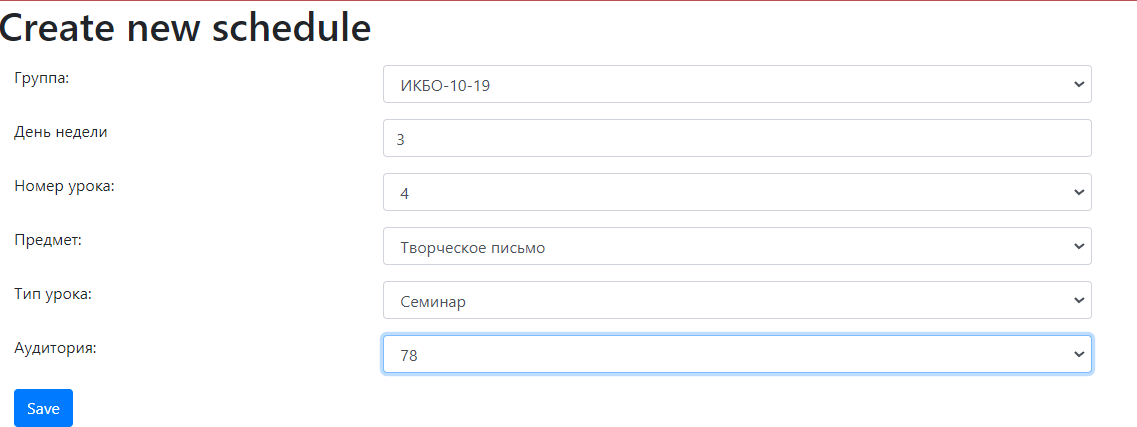 Create new schedule
Группа:
ИКБО-10-19
День недели
3
Номер урока:
4
Предмет:
Творческое письмо
Тип урока:
Семинар
Аудитория:
78
Save